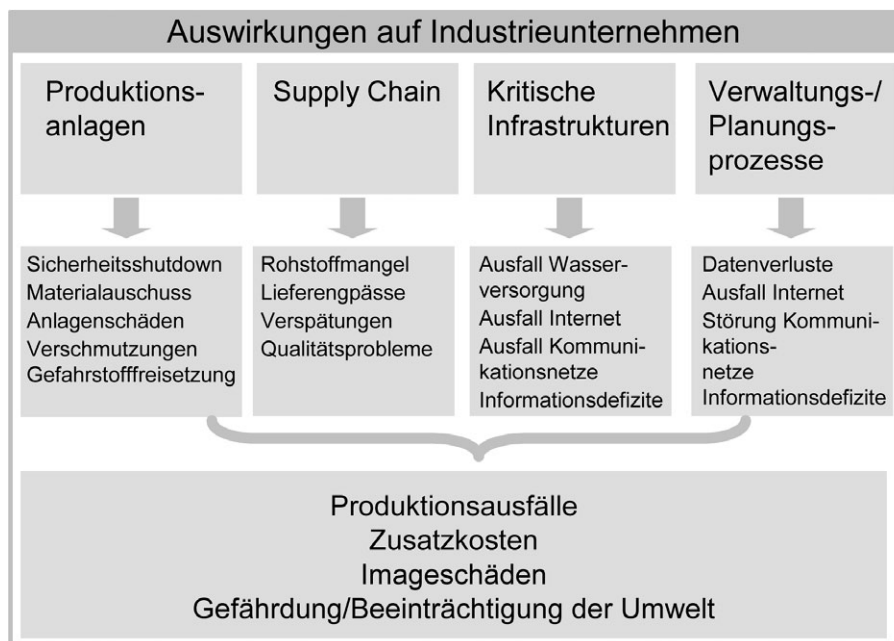 Auswirkungen auf Industrieunternehmen
Produktions-
anlagen
Supply Chain
Kritische
Infrastrukturen
Verwaltungs-/
Planungs-
prozesse
Sicherheitsshutdown
Materialauschuss
Anlagenschäden
Verschmutzungen
Gefahrstofffreisetzung
Rohstoffmangel
Lieferengpässe
Verspätungen
Qualitätsprobleme
Ausfall Wasser-
versorgung
Ausfall Internet
Ausfall Kommuni-
kationsnetze
Informationsdefizite
Datenverluste
Ausfall Internet
Störung Kommuni-
kations-
netze
Informationsdefizite
Produktionsausfälle
Zusatzkosten
Imageschäden
Gefährdung/Beeinträchtigung der Umwelt